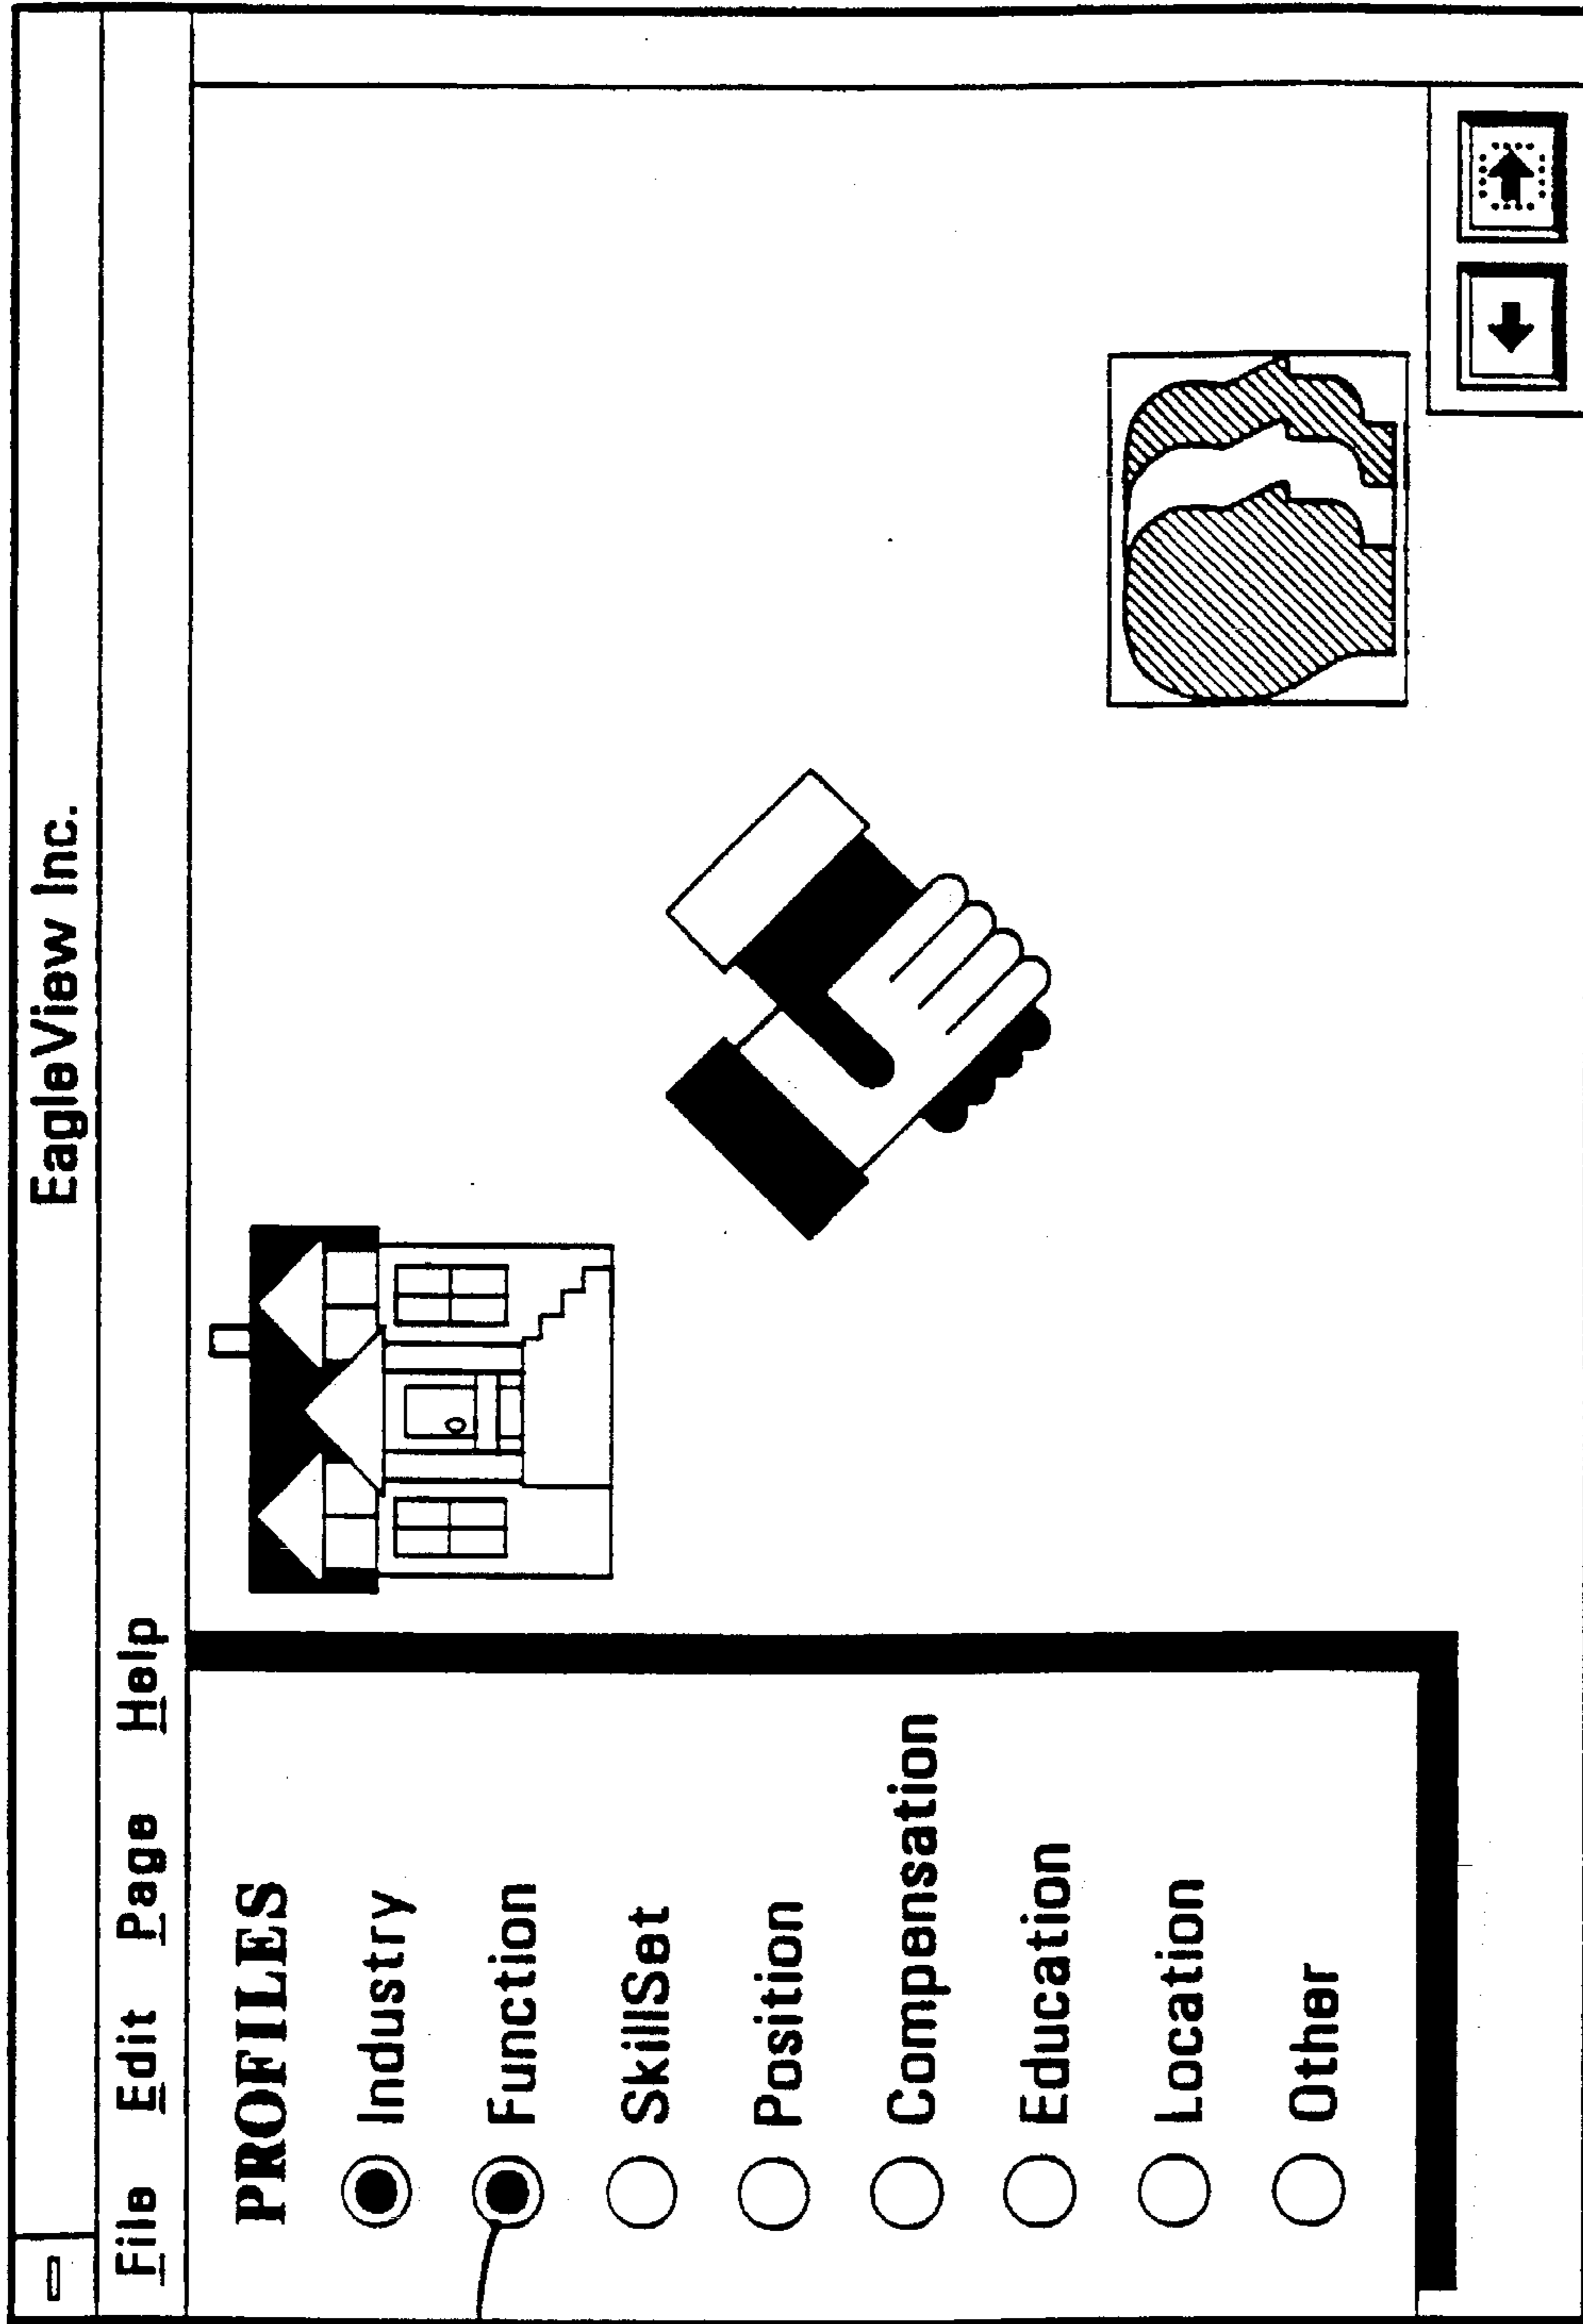 EagleView Inc.
File Edit Page Help
PROFILES
Industry
Function
SkillSet
Position
Compensation
Education
Location
Other